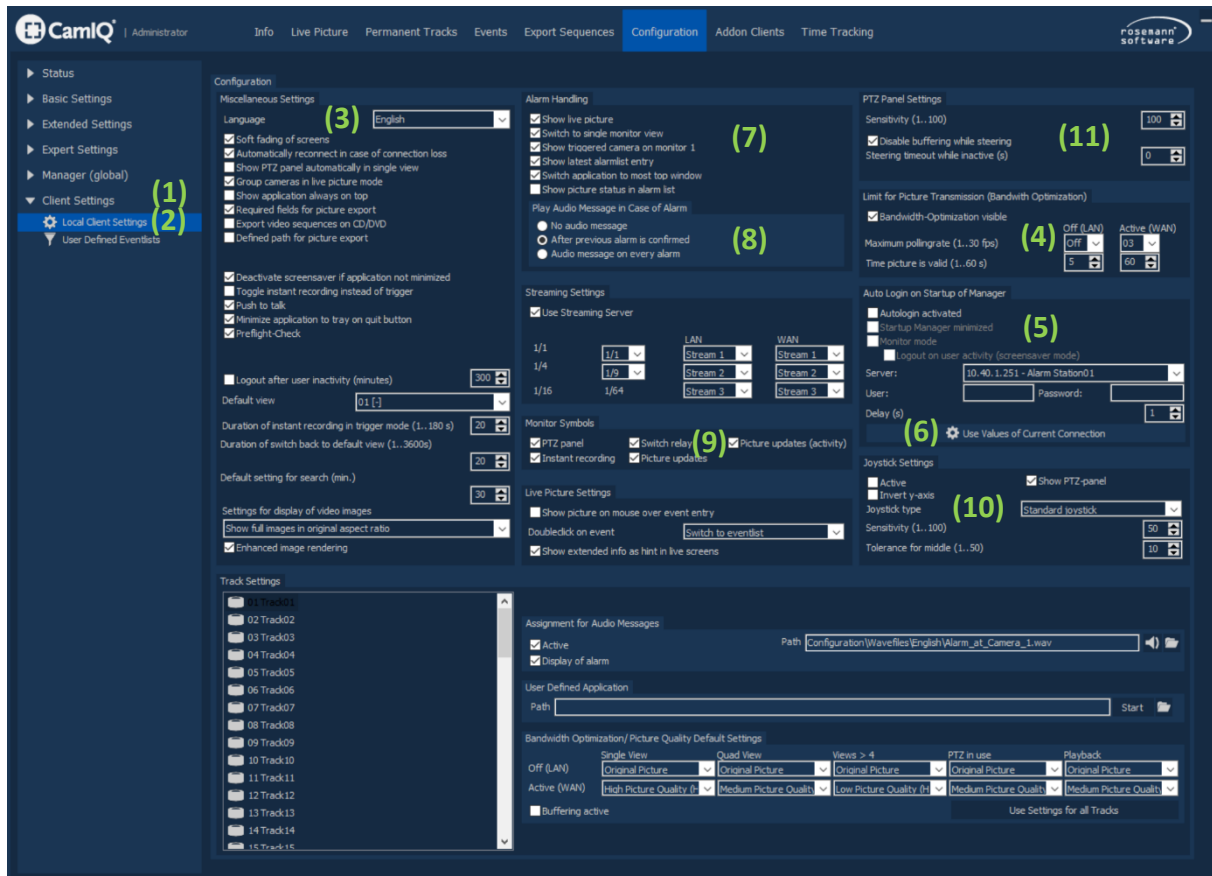 CamIQ | Administrator
Info Live Picture Permanent Tracks Events Export Sequences Configuration Addon Clients Time Tracking
rosemann software
Status
Basic Settings
Extended Settings
Expert Settings
Manager (global)
Client Settings (1)
Local Client Settings (2)
User Defined Eventlists
Configuration
Miscellaneous Settings
Language (3) English
Soft fading of screens
Automatically reconnect in case of connection loss
Show PTZ panel automatically in single view
Group cameras in live picture mode
Show application always on top
Required fields for picture export
Export video sequences on CD/DVD
Defined path for picture export
Deactivate screensaver if application not minimized
Toggle instant recording instead of trigger
Push to talk
Minimize application to tray on quit button
Preflight-Check
Logout after user inactivity (minutes) 300
Default view 01 [-]
Duration of instant recording in trigger mode (1..180 s) 20
Duration of switch back to default view (1..3600s)
20
Default setting for search (min.)
30
Settings for display of video images
Show full images in original aspect ratio
Enhanced image rendering
Alarm Handling
Show live picture
Switch to single monitor view (7)
Show triggered camera on monitor 1
Show latest alarmlist entry
Switch application to most top window
Show picture status in alarm list
Play Audio Message in Case of Alarm
No audio message
After previous alarm is confirmed (8)
Audio message on every alarm
Streaming Settings
Use Streaming Server
LAN WAN
1/1 1/1 Stream 1 Stream 1
1/4 1/9 Stream 2 Stream 2
1/16 1/64 Stream 3 Stream 3
Monitor Symbols
PTZ panel Switch relay (9) Picture updates (activity)
Instant recording Picture updates
Live Picture Settings
Show picture on mouse over event entry
Doubleclick on event Switch to eventlist
Show extended info as hint in live screens
PTZ Panel Settings
Sensitivity (1..100) 100
Disable buffering while steering (11)
Steering timeout while inactive (s) 0
Limit for Picture Transmission (Bandwith Optimization)
Bandwidth-Optimization visible
Off (LAN) Active (WAN)
Maximum pollingrate (1..30 fps) (4) Off 03
Time picture is valid (1..60 s) 5 60
Auto Login on Startup of Manager
Autologin activated
Startup Manager minimized (5)
Monitor mode
Logout on user activity (screensaver mode)
Server: 10.40.1.251 - Alarm Station01
User: Password:
Delay (s) 1
(6) Use Values of Current Connection
Joystick Settings
Active Show PTZ-panel
Invert y-axis
Joystick type (10) Standard joystick
Sensitivity (1..100) 50
Tolerance for middle (1..50) 10
Track Settings
01 Track01
02 Track02
03 Track03
04 Track04
05 Track05
06 Track06
07 Track07
08 Track08
09 Track09
10 Track10
11 Track11
12 Track12
13 Track13
14 Track14
15 Track15
Assignment for Audio Messages
Active Path Configuration\Wavefiles\English\Alarm_at_Camera_1.wav
Display of alarm
User Defined Application
Path Start
Bandwidth Optimization/ Picture Quality Default Settings
Single View Quad View Views > 4 PTZ in use Playback
Off (LAN) Original Picture Original Picture Original Picture Original Picture Original Picture
Active (WAN) High Picture Quality (H Medium Picture Quality Low Picture Quality (H Medium Picture Quality Medium Picture Quality
Buffering active Use Settings for all Tracks